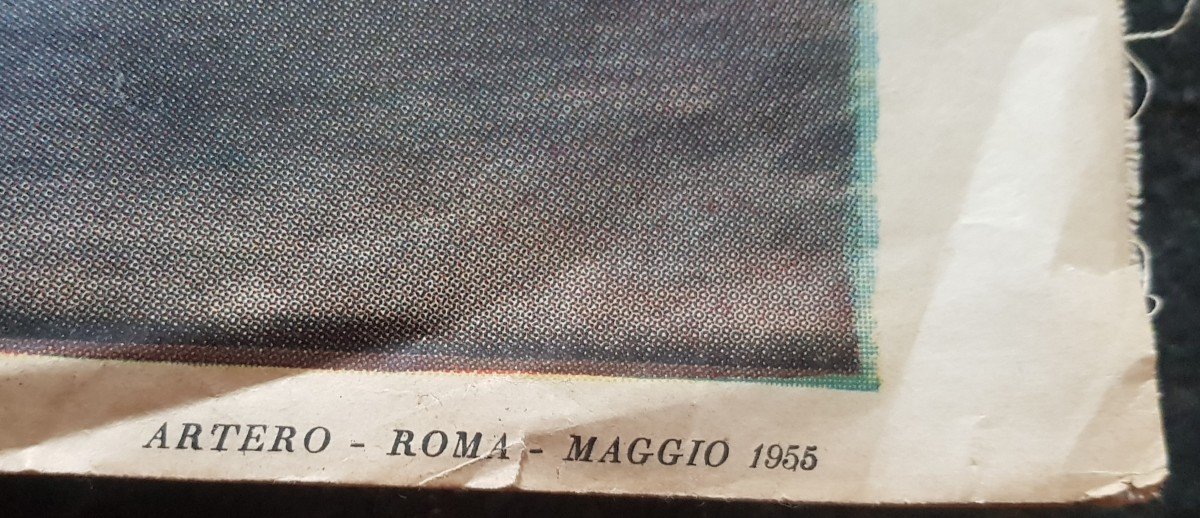 ARTERO - ROMA - MAGGIO 1955